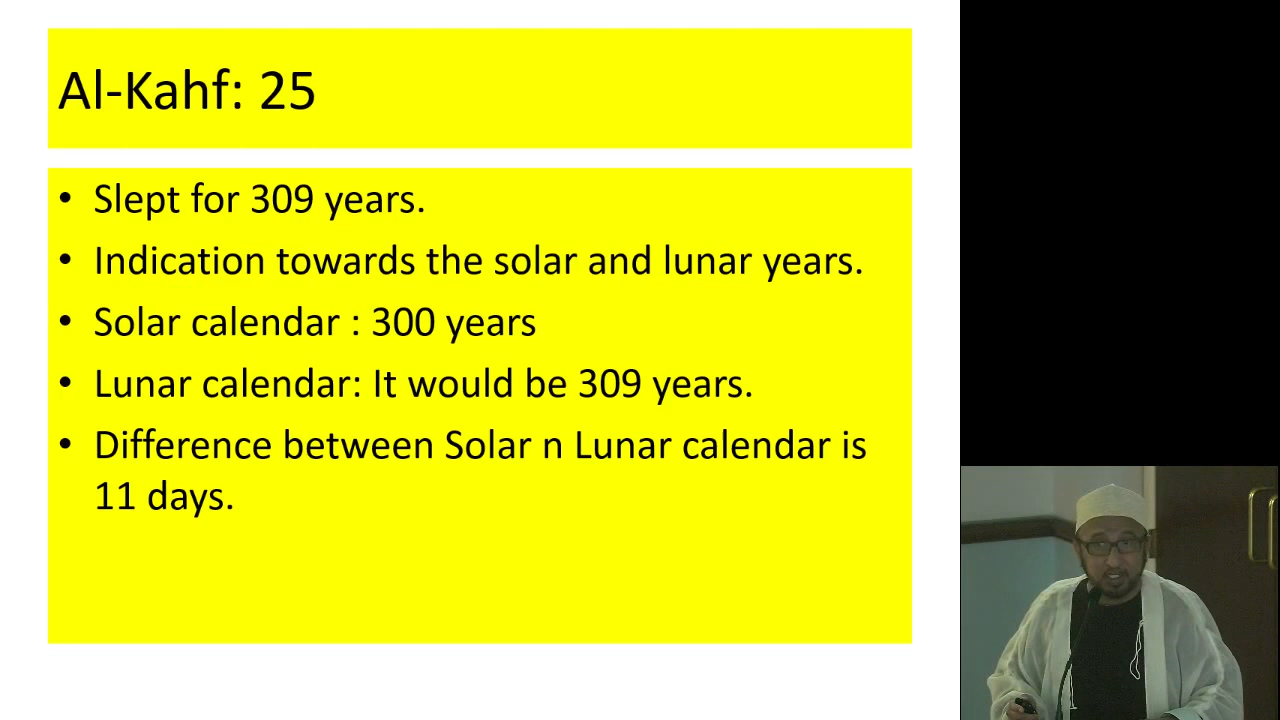 Al-Kahf: 25
• Slept for 309 years.
• Indication towards the solar and lunar years.
• Solar calendar : 300 years
• Lunar calendar: It would be 309 years.
• Difference between Solar n Lunar calendar is
11 days.